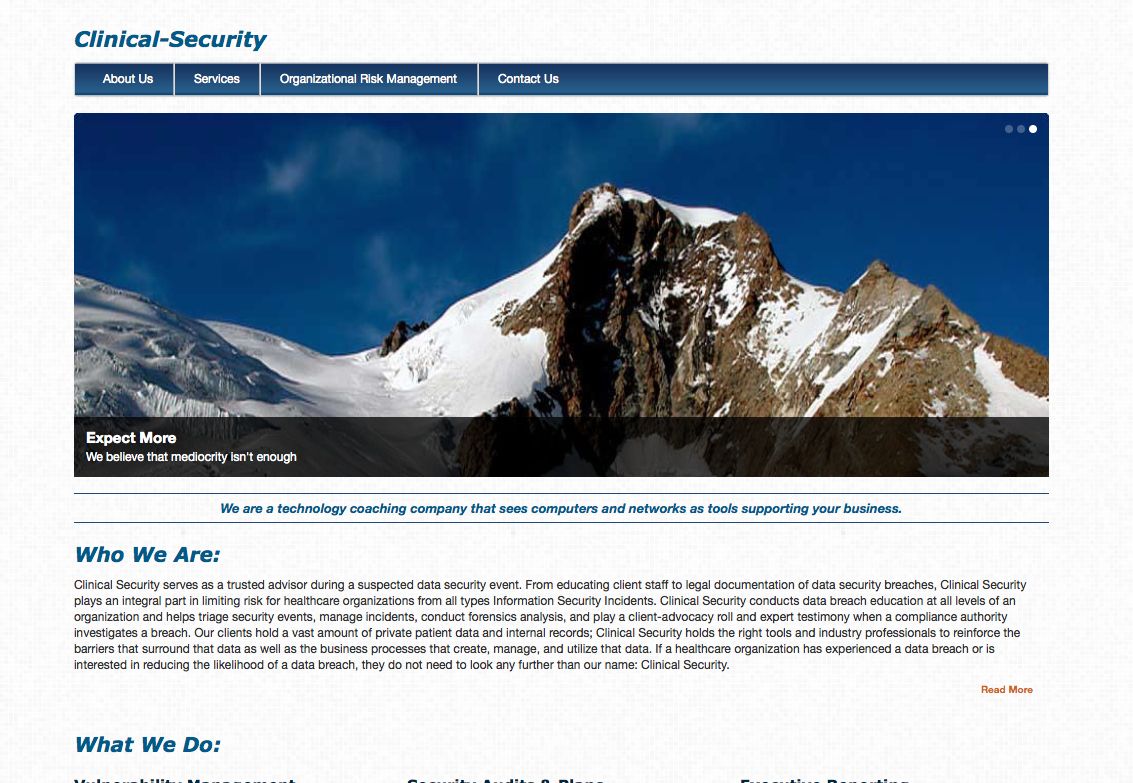 Clinical-Security
About Us Services Organizational Risk Management Contact Us
Expect More
We believe that mediocrity isn't enough
We are a technology coaching company that sees computers and networks as tools supporting your business.
Who We Are:
Clinical Security serves as a trusted advisor during a suspected data security event. From educating client staff to legal documentation of data security breaches, Clinical Security
plays an integral part in limiting risk for healthcare organizations from all types Information Security Incidents. Clinical Security conducts data breach education at all levels of an
organization and helps triage security events, manage incidents, conduct forensics analysis, and play a client-advocacy roll and expert testimony when a compliance authority
investigates a breach. Our clients hold a vast amount of private patient data and internal records; Clinical Security holds the right tools and industry professionals to reinforce the
barriers that surround that data as well as the business processes that create, manage, and utilize that data. If a healthcare organization has experienced a data breach or is
interested in reducing the likelihood of a data breach, they do not need to look any further than our name: Clinical Security.
Read More
What We Do:
Vulnerability Management Security Audits & Plans Executive Reporting